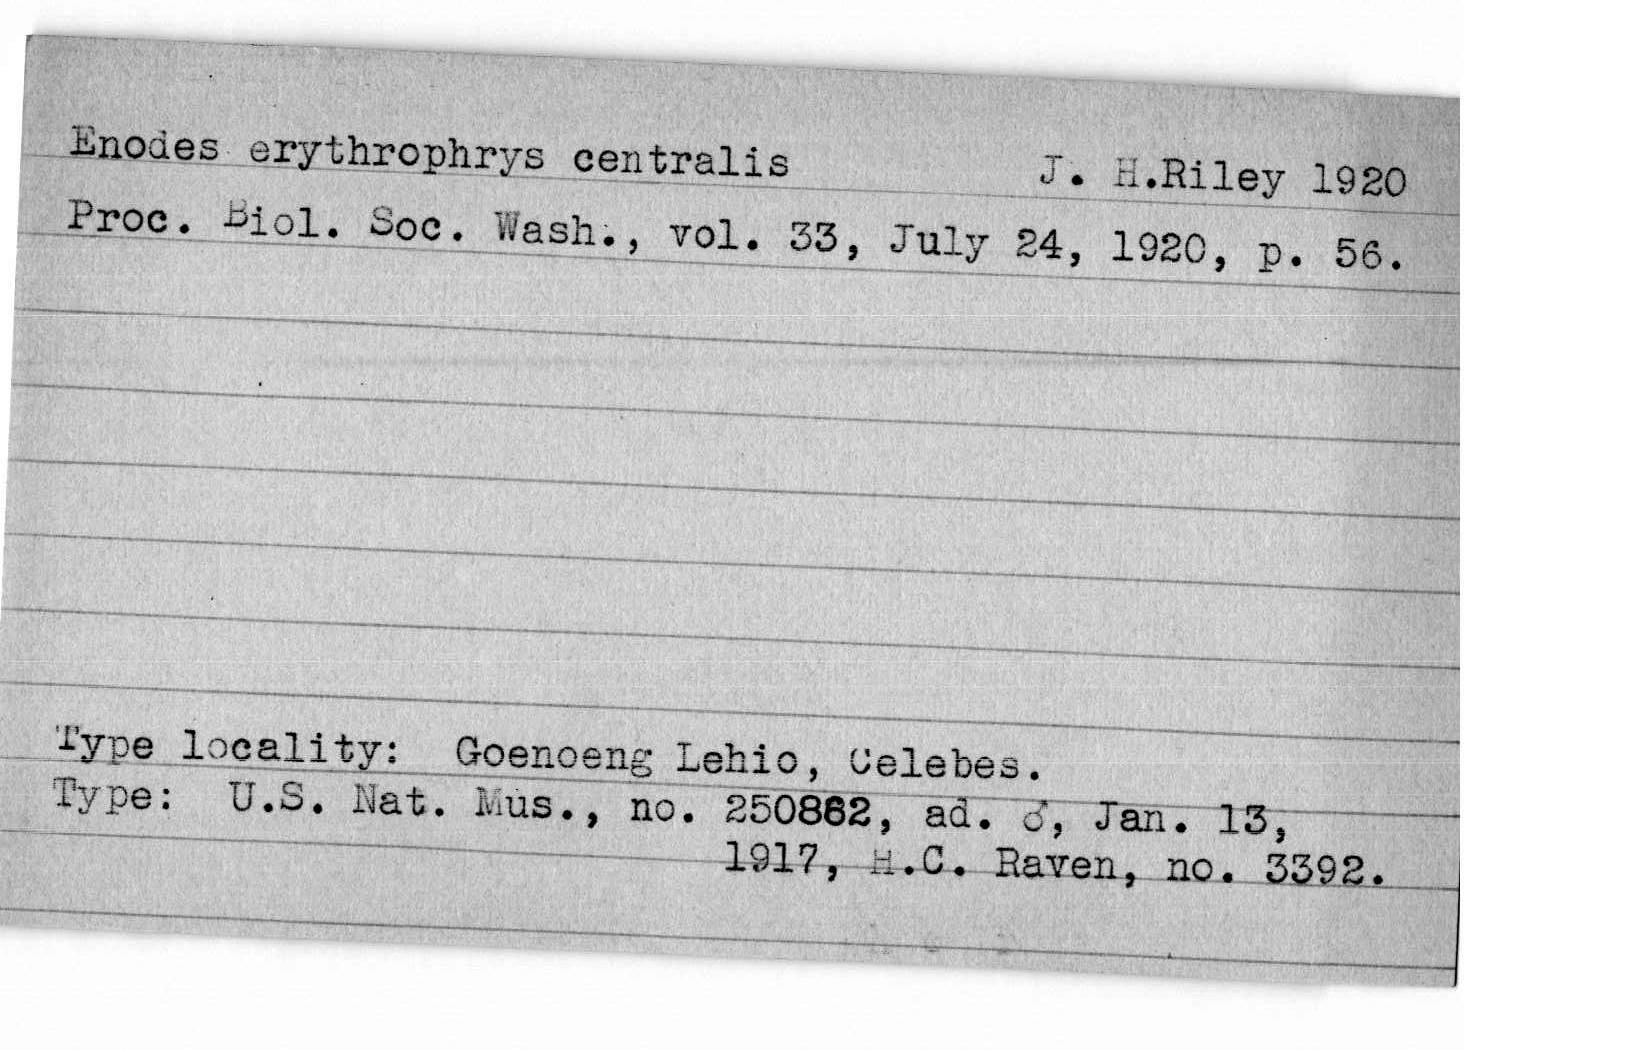 Enodes erythrophrys centralis J. H.Riley 1920
Proc. Biol. Soc. Wash., vol. 33, July 24, 1920, p. 56.
Type locality: Goenoeng Lehio, Celebes.
Type: U.S. Nat. Mus., no. 250862, ad. ♂, Jan. 13,
1917, H.C. Raven, no. 3392.